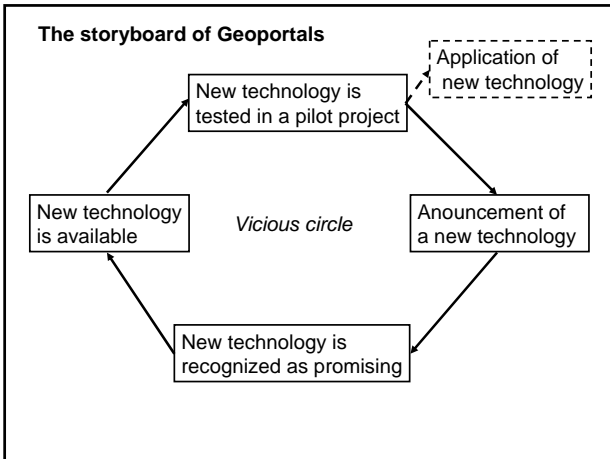 The storyboard of Geoportals
Application of
new technology
New technology is
tested in a pilot project
New technology
is available
Vicious circle
Anouncement of
a new technology
New technology is
recognized as promising